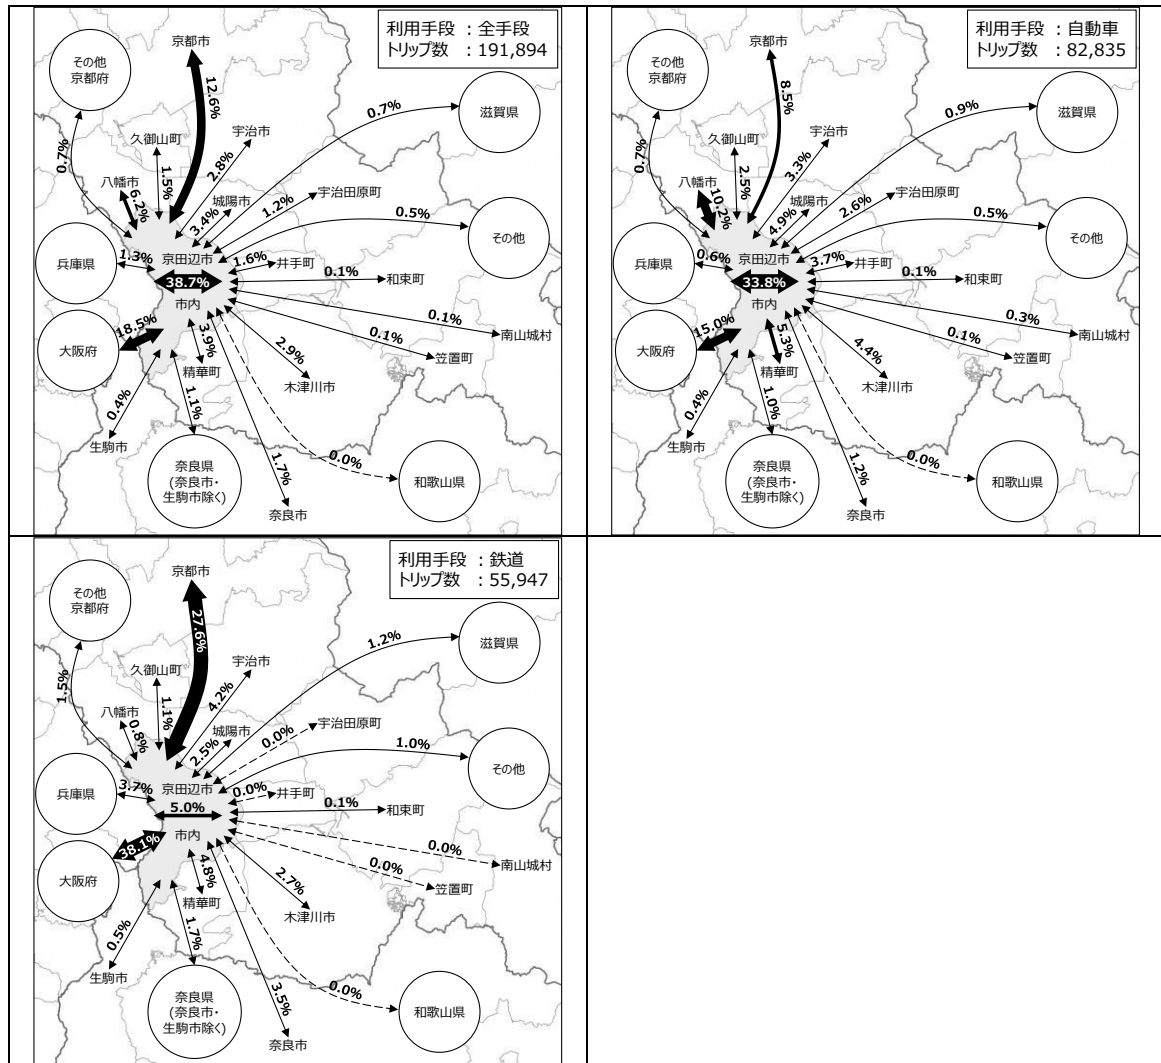 利用手段 ：全手段
トリップ数 ：191,894
京都市
その他
京都府
12.6%
0.7%
滋賀県
久御山町
宇治市
0.7%
1.5%
2.8%
八幡市
6.2%
宇治田原町
城陽市
3.4%
1.2%
0.5%
その他
兵庫県
1.3%
京田辺市
1.6%
井手町
38.7%
0.1%
和束町
市内
18.5%
大阪府
3.9%
0.1%
南山城村
0.1%
笠置町
2.9%
精華町
木津川市
0.4%
1.1%
生駒市
1.7%
0.0%
奈良県
(奈良市・
生駒市除く)
和歌山県
奈良市
利用手段 ：自動車
トリップ数 ：82,835
京都市
その他
京都府
8.5%
0.9%
滋賀県
久御山町
宇治市
0.7%
2.5%
3.3%
八幡市
10.2%
宇治田原町
城陽市
4.9%
2.6%
0.5%
その他
兵庫県
0.6%
京田辺市
3.7%
井手町
33.8%
0.1%
和束町
市内
15.0%
大阪府
5.3%
0.3%
南山城村
0.1%
笠置町
4.4%
精華町
木津川市
0.4%
1.0%
生駒市
1.2%
0.0%
奈良県
(奈良市・
生駒市除く)
和歌山県
奈良市
利用手段 ：鉄道
トリップ数 ：55,947
京都市
その他
京都府
27.6%
1.2%
滋賀県
久御山町
宇治市
1.5%
1.1%
4.2%
八幡市
0.8%
宇治田原町
城陽市
2.5%
0.0%
1.0%
その他
兵庫県
3.7%
京田辺市
0.0%
井手町
5.0%
0.1%
和束町
市内
38.1%
大阪府
4.8%
0.0%
南山城村
0.0%
笠置町
2.7%
精華町
木津川市
0.5%
1.7%
生駒市
3.5%
0.0%
奈良県
(奈良市・
生駒市除く)
和歌山県
奈良市